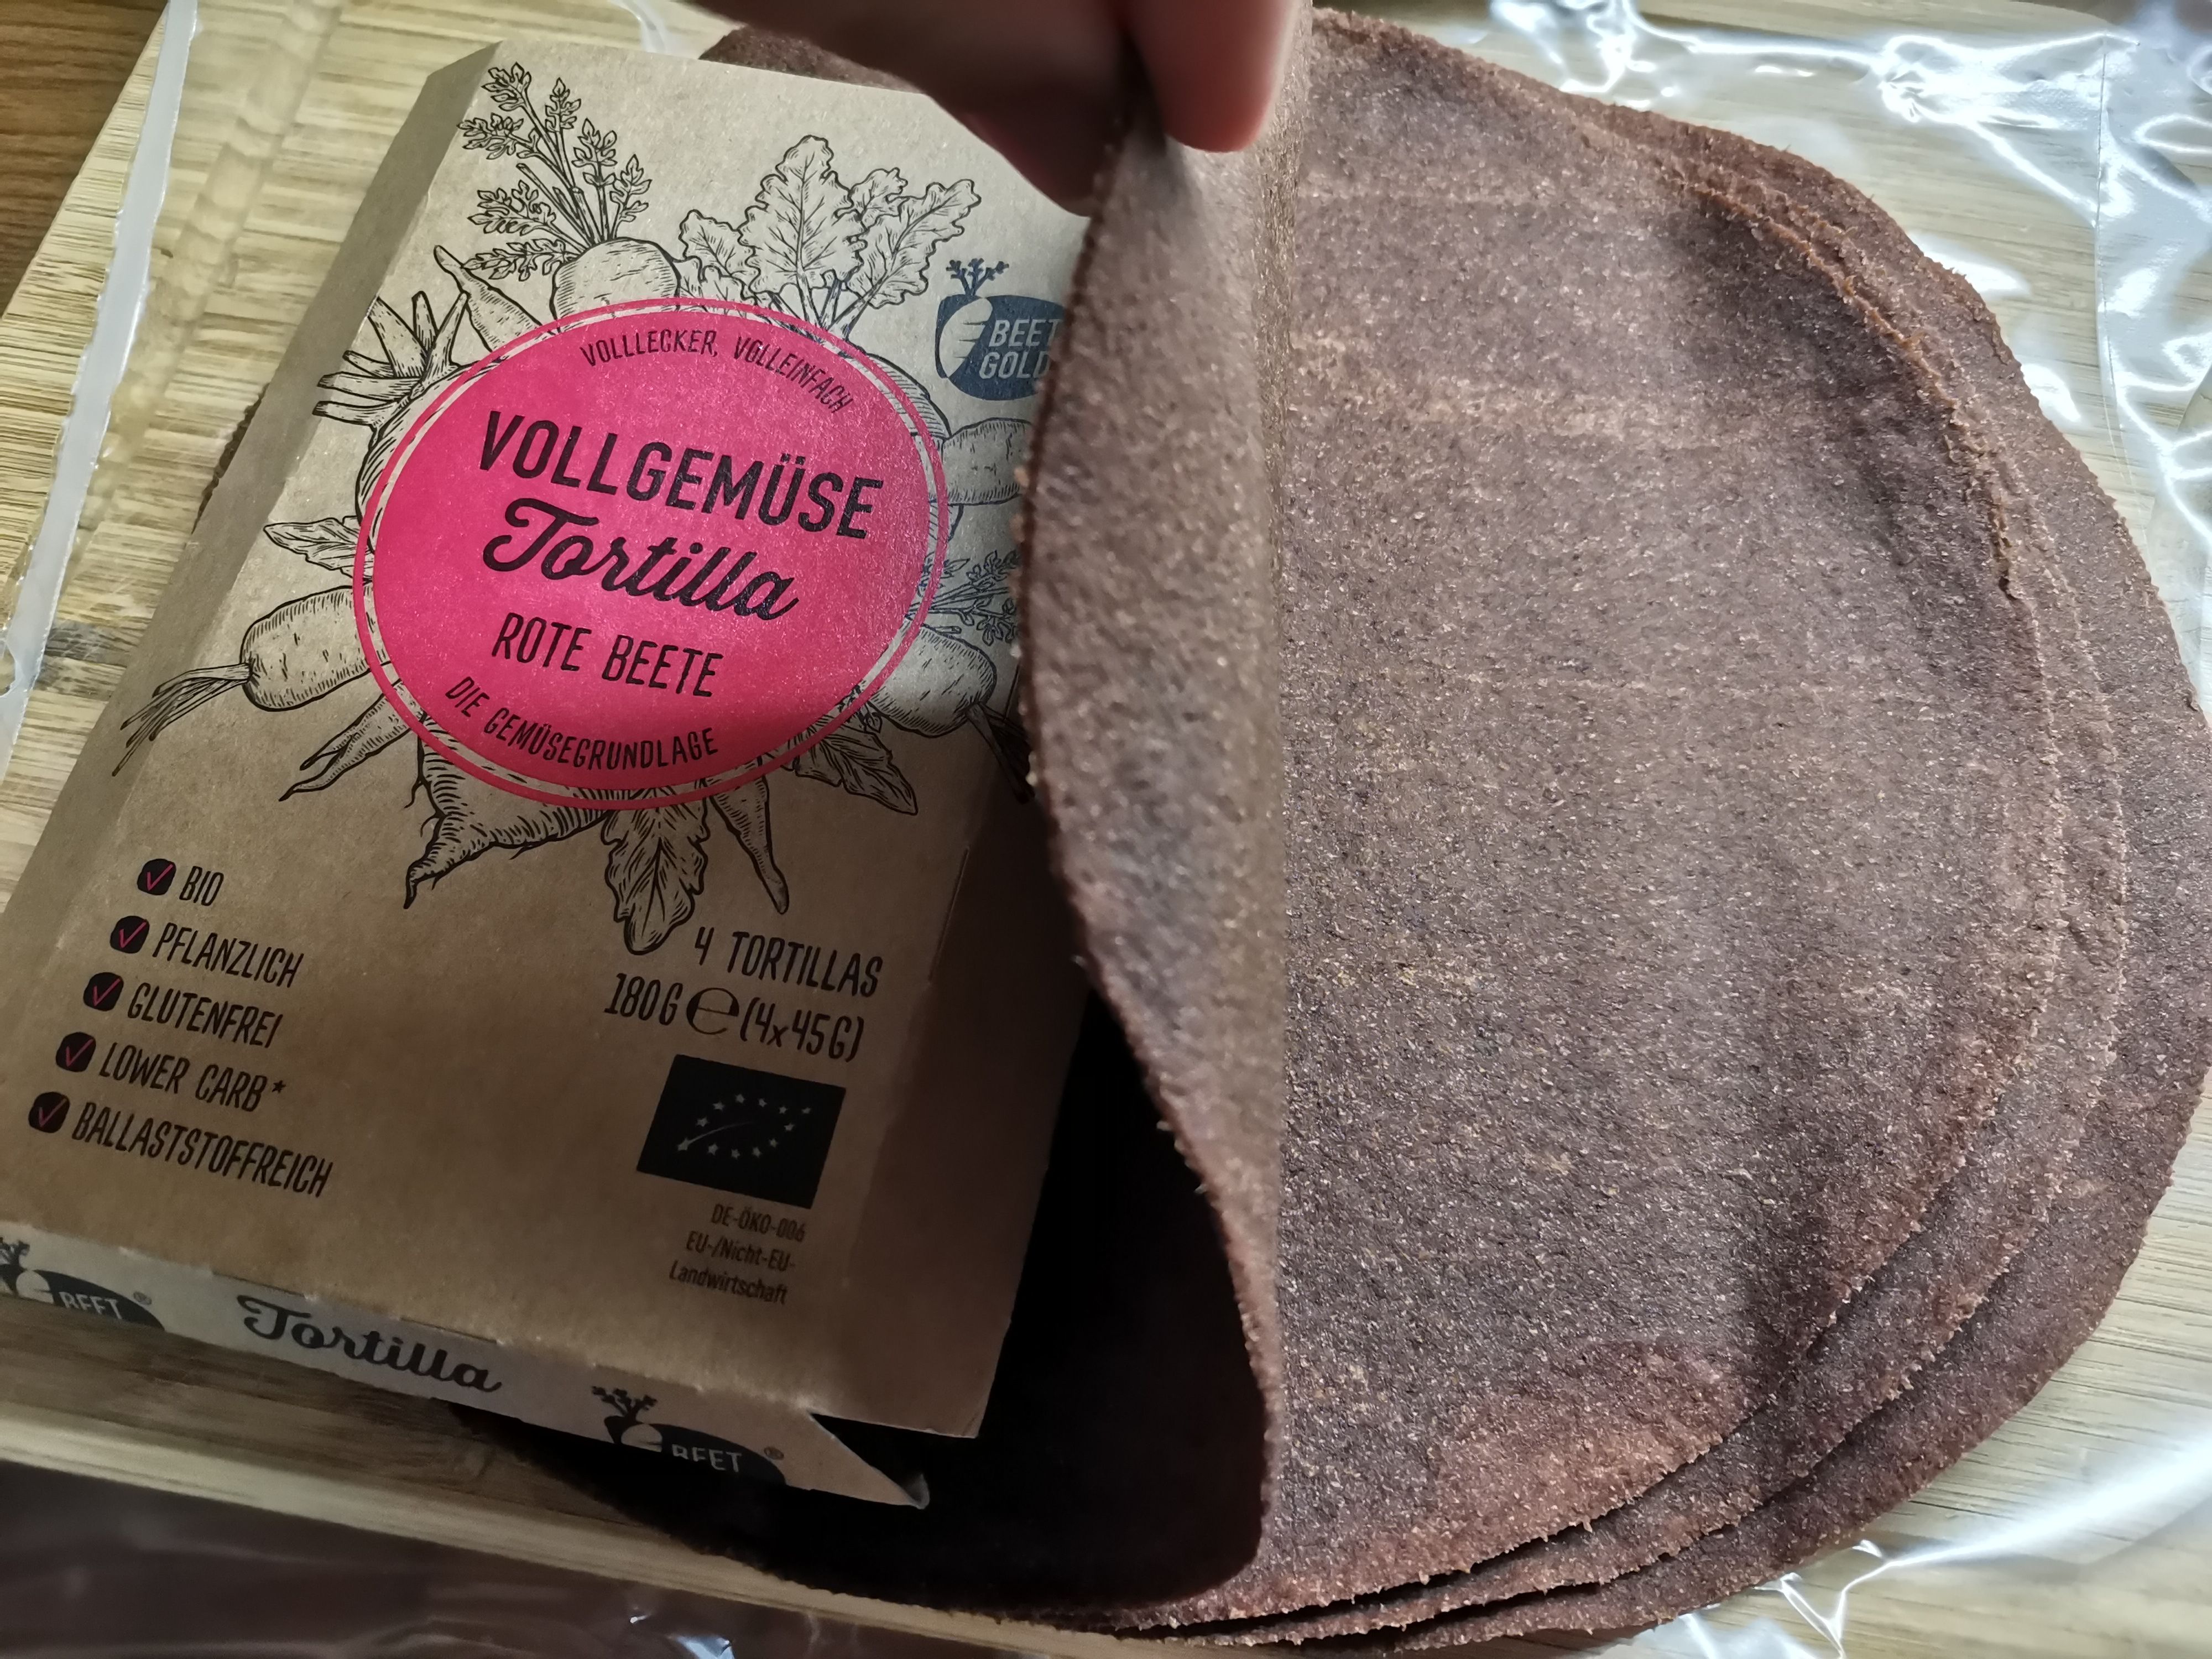 VOLLLECKER, VOLLEINFACH
BEET
GOLD
VOLLGEMÜSE
Tortilla
ROTE BEETE
DIE GEMÜSEGRUNDLAGE
BIO
PFLANZLICH
GLUTENFREI
LOWER CARB*
BALLASTSTOFFREICH
4 TORTILLAS
180G ℮ (4x45G)
DE-ÖKO-006
EU-/Nicht-EU-
Landwirtschaft
BEET ®
Tortilla
BEET ®